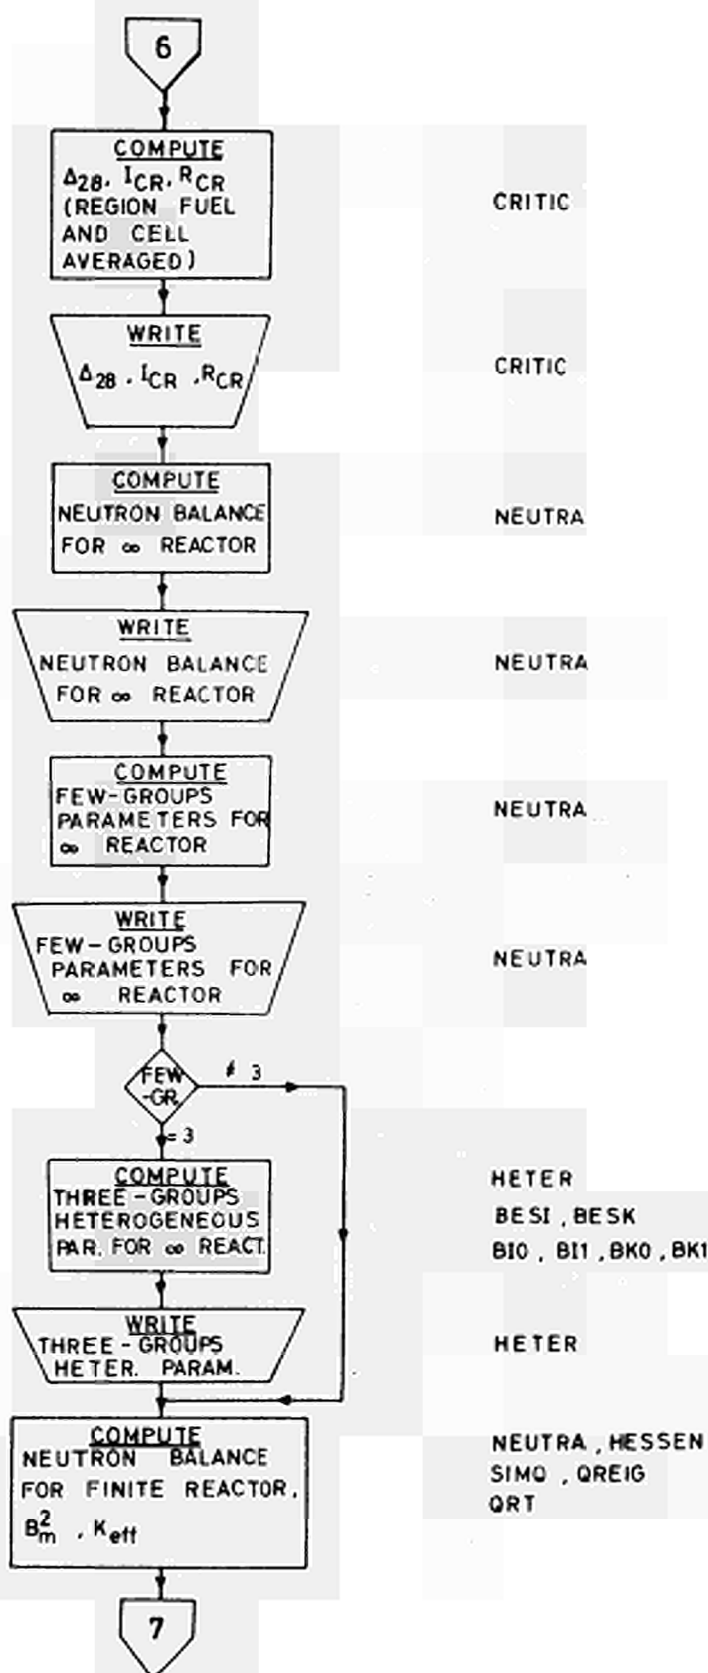 6
COMPUTE
Δ28, ICR, RCR
(REGION FUEL
AND CELL
AVERAGED)
CRITIC
WRITE
Δ28 , ICR , RCR
CRITIC
COMPUTE
NEUTRON BALANCE
FOR ∞ REACTOR
NEUTRA
WRITE
NEUTRON BALANCE
FOR ∞ REACTOR
NEUTRA
COMPUTE
FEW-GROUPS
PARAMETERS FOR
∞ REACTOR
NEUTRA
WRITE
FEW-GROUPS
PARAMETERS FOR
∞ REACTOR
NEUTRA
FEW
-GR.
≠ 3
= 3
COMPUTE
THREE-GROUPS
HETEROGENEOUS
PAR. FOR ∞ REACT.
HETER
BESI , BESK
BI0 , BI1 , BK0 , BK1
WRITE
THREE-GROUPS
HETER. PARAM.
HETER
COMPUTE
NEUTRON BALANCE
FOR FINITE REACTOR,
B²m , Keff
NEUTRA , HESSEN
SIMQ , QREIG
QRT
7